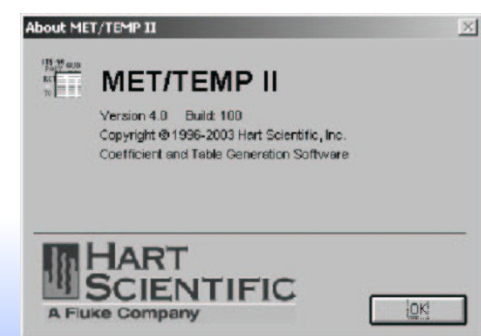 About MET/TEMP II
MET/TEMP II
Version 4.0 Build: 100
Copyright © 1996-2003 Hart Scientific, Inc.
Coefficient and Table Generation Software
HART
SCIENTIFIC
A Fluke Company
OK